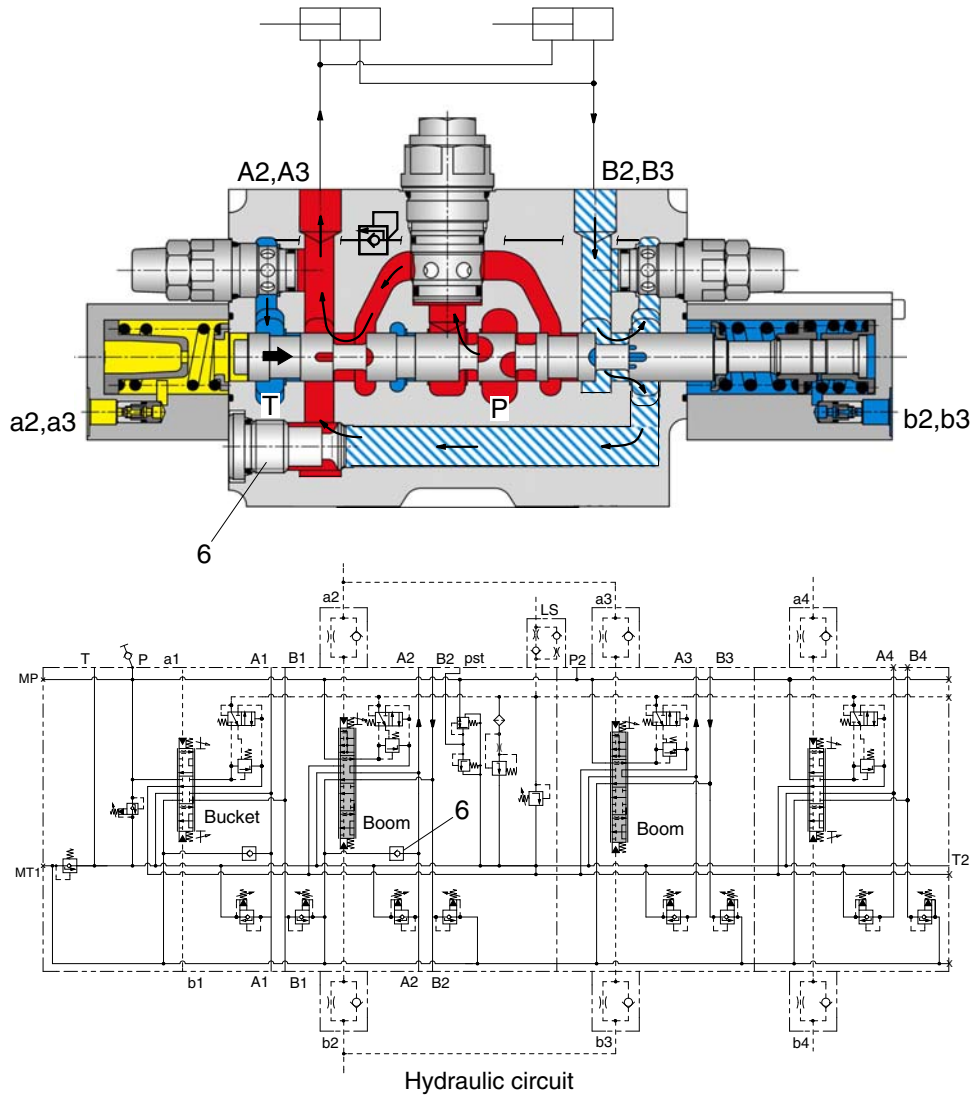 A2,A3
B2,B3
T
P
a2,a3
b2,b3
6
a2
LS
a3
a4
T
P
a1
A1
B1
A2
B2
pst
P2
A3
B3
A4
B4
MP
6
Bucket
Boom
Boom
MT1
T2
b1
A1
B1
A2
B2
b2
b3
b4
Hydraulic circuit